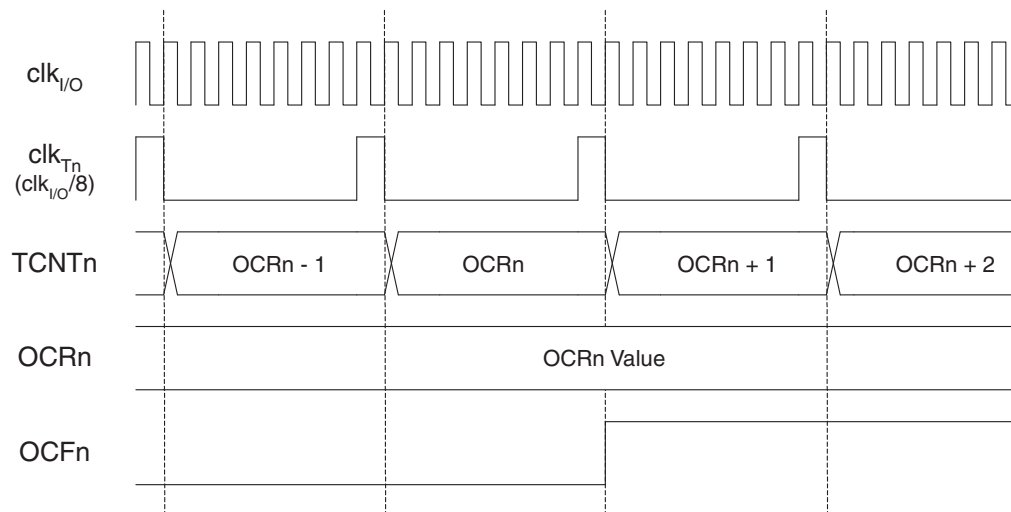 clkI/O
clkTn
(clkI/O/8)
TCNTn OCRn - 1 OCRn OCRn + 1 OCRn + 2
OCRn OCRn Value
OCFn